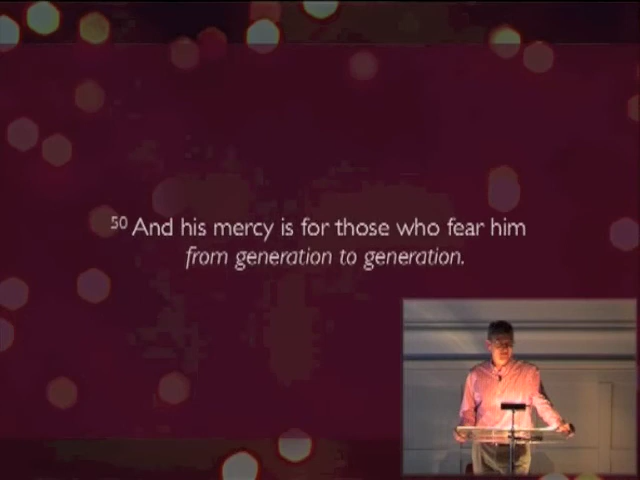 50 And his mercy is for those who fear him
from generation to generation.